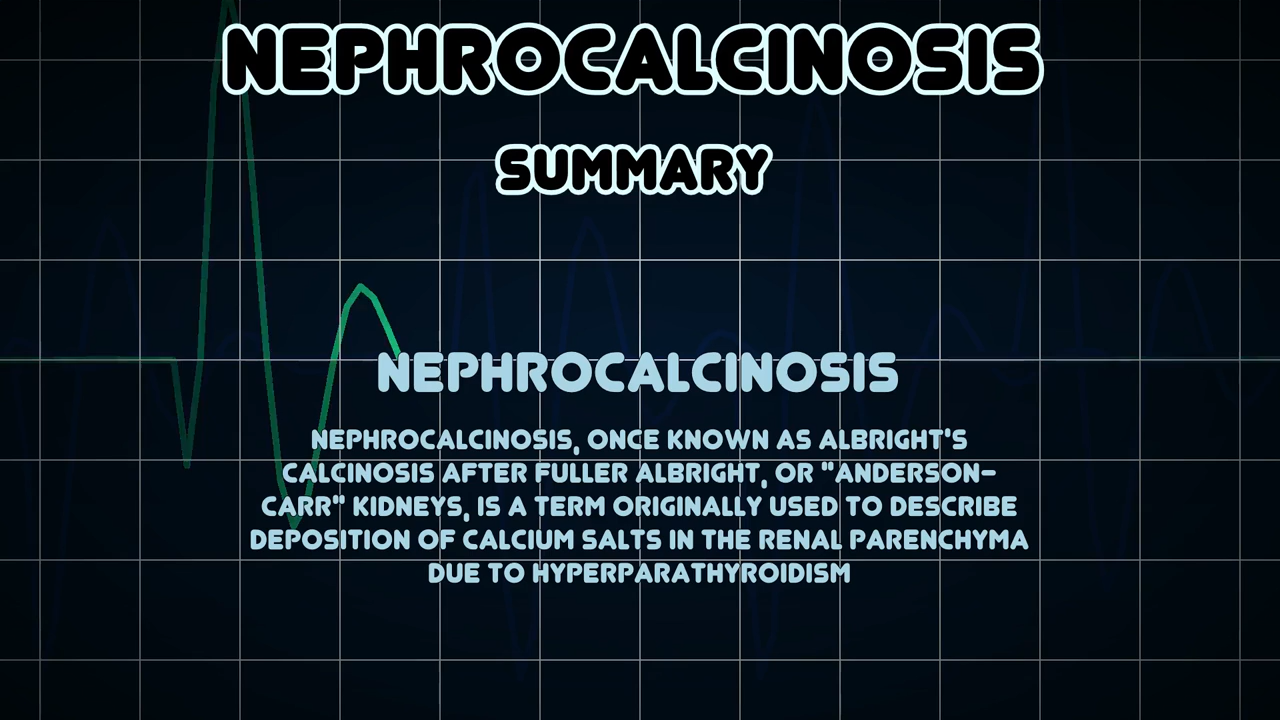 NEPHROCALCINOSIS
SUMMARY
NEPHROCALCINOSIS
NEPHROCALCINOSIS, ONCE KNOWN AS ALBRIGHT'S
CALCINOSIS AFTER FULLER ALBRIGHT, OR "ANDERSON-
CARR" KIDNEYS, IS A TERM ORIGINALLY USED TO DESCRIBE
DEPOSITION OF CALCIUM SALTS IN THE RENAL PARENCHYMA
DUE TO HYPERPARATHYROIDISM